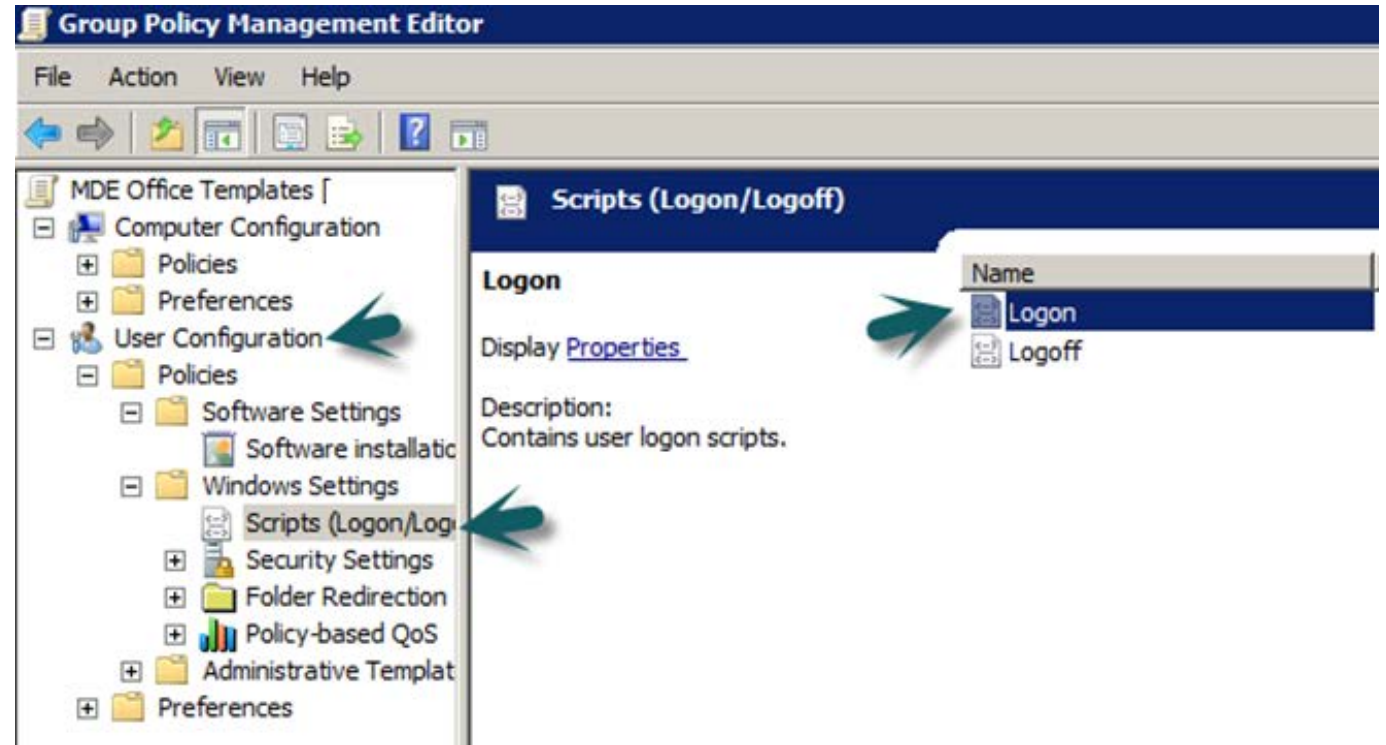 Group Policy Management Editor
File Action View Help
MDE Office Templates [
Computer Configuration
Policies
Preferences
User Configuration
Policies
Software Settings
Software installatic
Windows Settings
Scripts (Logon/Logo
Security Settings
Folder Redirection
Policy-based QoS
Administrative Templat
Preferences
Scripts (Logon/Logoff)
Logon
Display Properties
Description:
Contains user logon scripts.
Name
Logon
Logoff